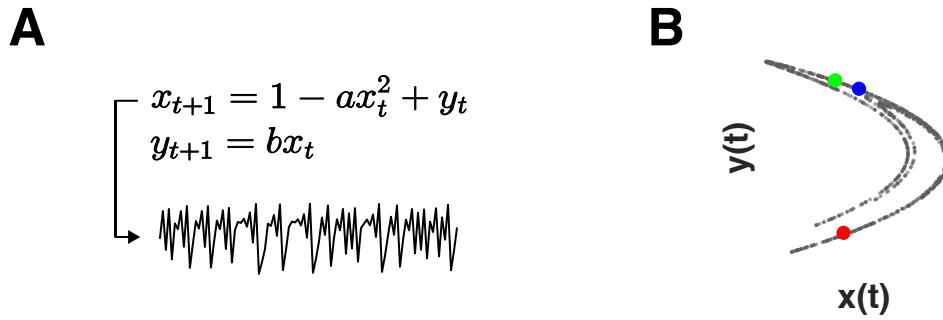 A
x_{t+1} = 1 - ax_t^2 + y_t
y_{t+1} = bx_t
B
y(t)
x(t)